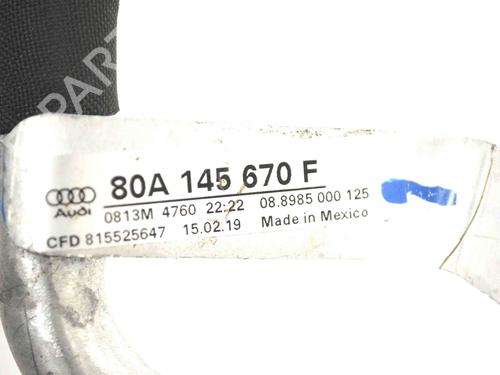 80A 145 670 F
Audi
0813M 4760 22:22 08.8985 000 125
CFD 815525647 15.02.19 Made in Mexico
B-PARTS